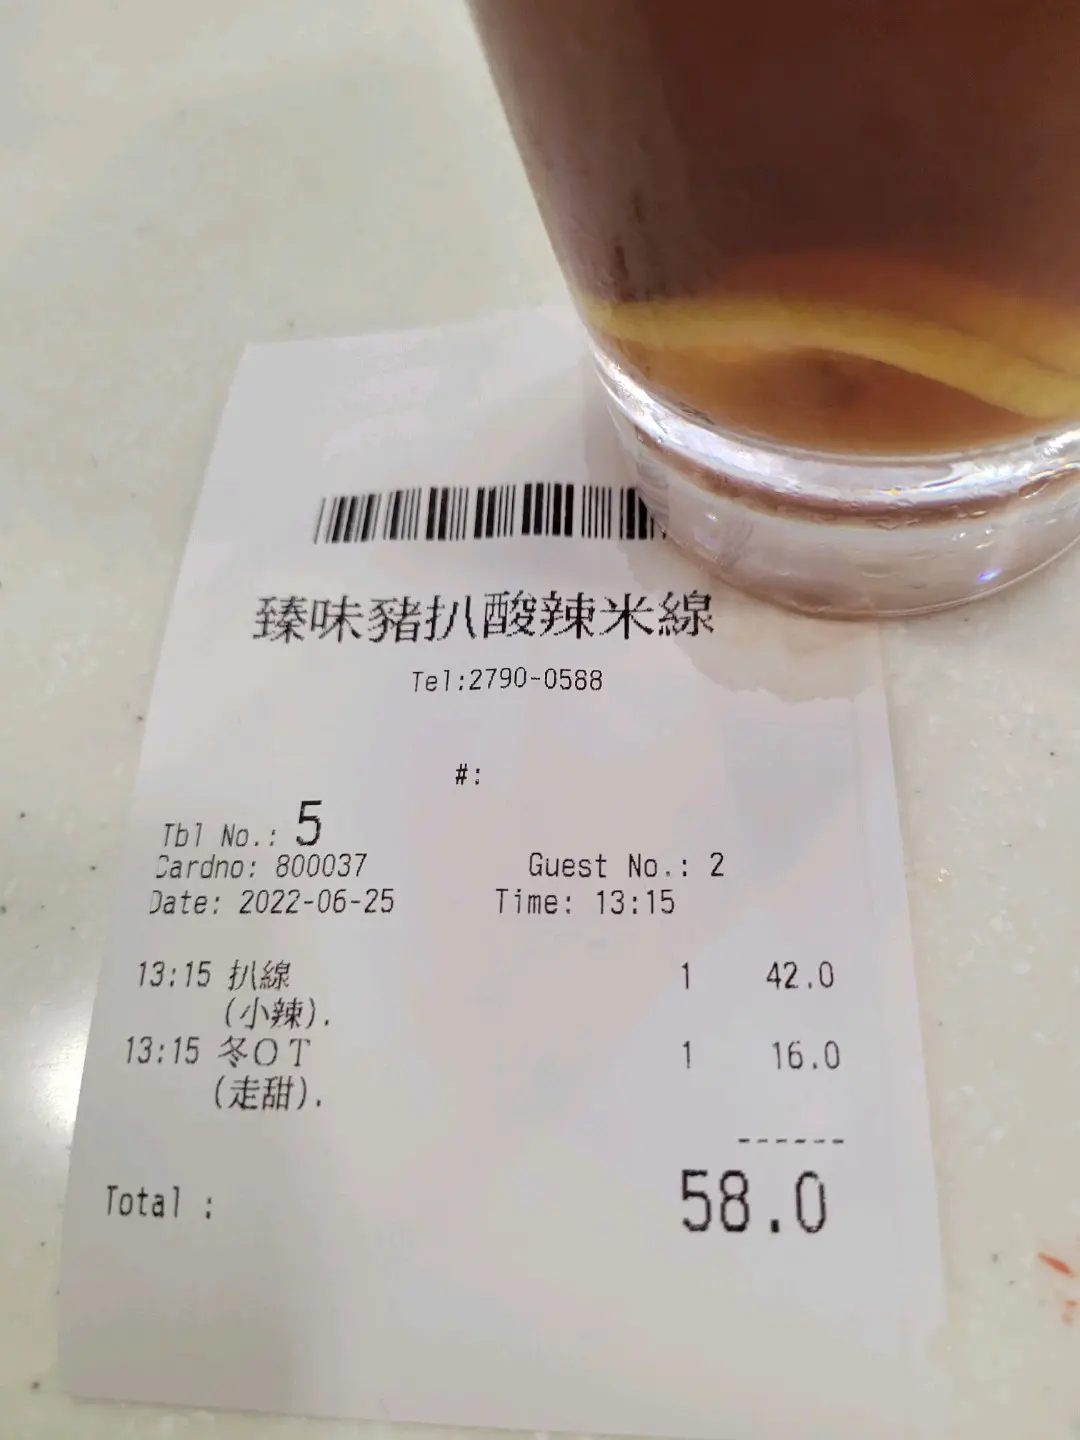 臻味豬扒酸辣米線
Tel:2790-0588
#:
Tbl No.: 5
Cardno: 800037 Guest No.: 2
Date: 2022-06-25 Time: 13:15
13:15 扒線 1 42.0
(小辣).
13:15 冬OT 1 16.0
(走甜).
------
Total : 58.0